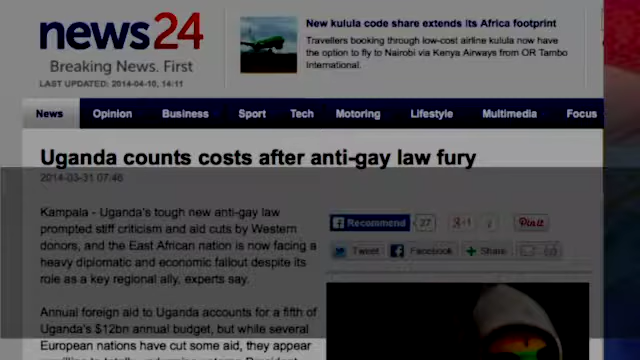 news24
Breaking News. First
LAST UPDATED: 2014-04-10, 14:11
New kulula code share extends its Africa footprint
Travellers booking through low-cost airline kulula now have
the option to fly to Nairobi via Kenya Airways from OR Tambo
International.
News Opinion Business Sport Tech Motoring Lifestyle Multimedia Focus
Uganda counts costs after anti-gay law fury
2014-03-31 07:46
Kampala - Uganda's tough new anti-gay law
prompted stiff criticism and aid cuts by Western
donors, and the East African nation is now facing a
heavy diplomatic and economic fallout despite its
role as a key regional ally, experts say.
Recommend 27 +1 Pin it
Tweet Facebook Share
Annual foreign aid to Uganda accounts for a fifth of
Uganda's $12bn annual budget, but while several
European nations have cut some aid, they appear